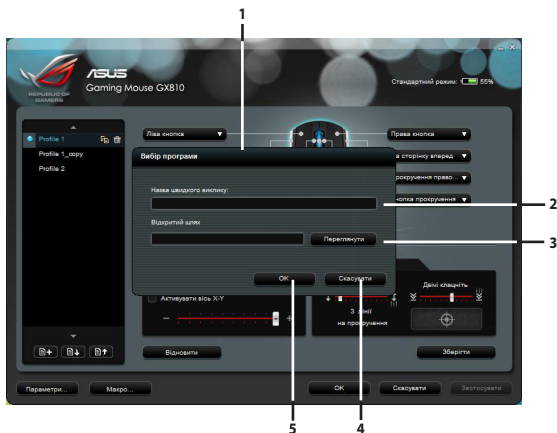 1
ASUS
Gaming Mouse GX810
REPUBLIC OF
GAMERS
Стандартний режим: 55%
Profile 1
Profile 1_copy
Profile 2
Ліва кнопка
Права кнопка
а сторінку вперед
рокручення право...
нопка прокручення
Вибір програми
Назва швидкого виклику:
2
Відкритий шлях
Переглянути
3
OK
Скасувати
Активувати вісь X-Y
3 лінії
на прокручення
Двічі клацніть
Відновити
Зберігти
Параметри...
Макро...
OK
Скасувати
Застосувати
5
4